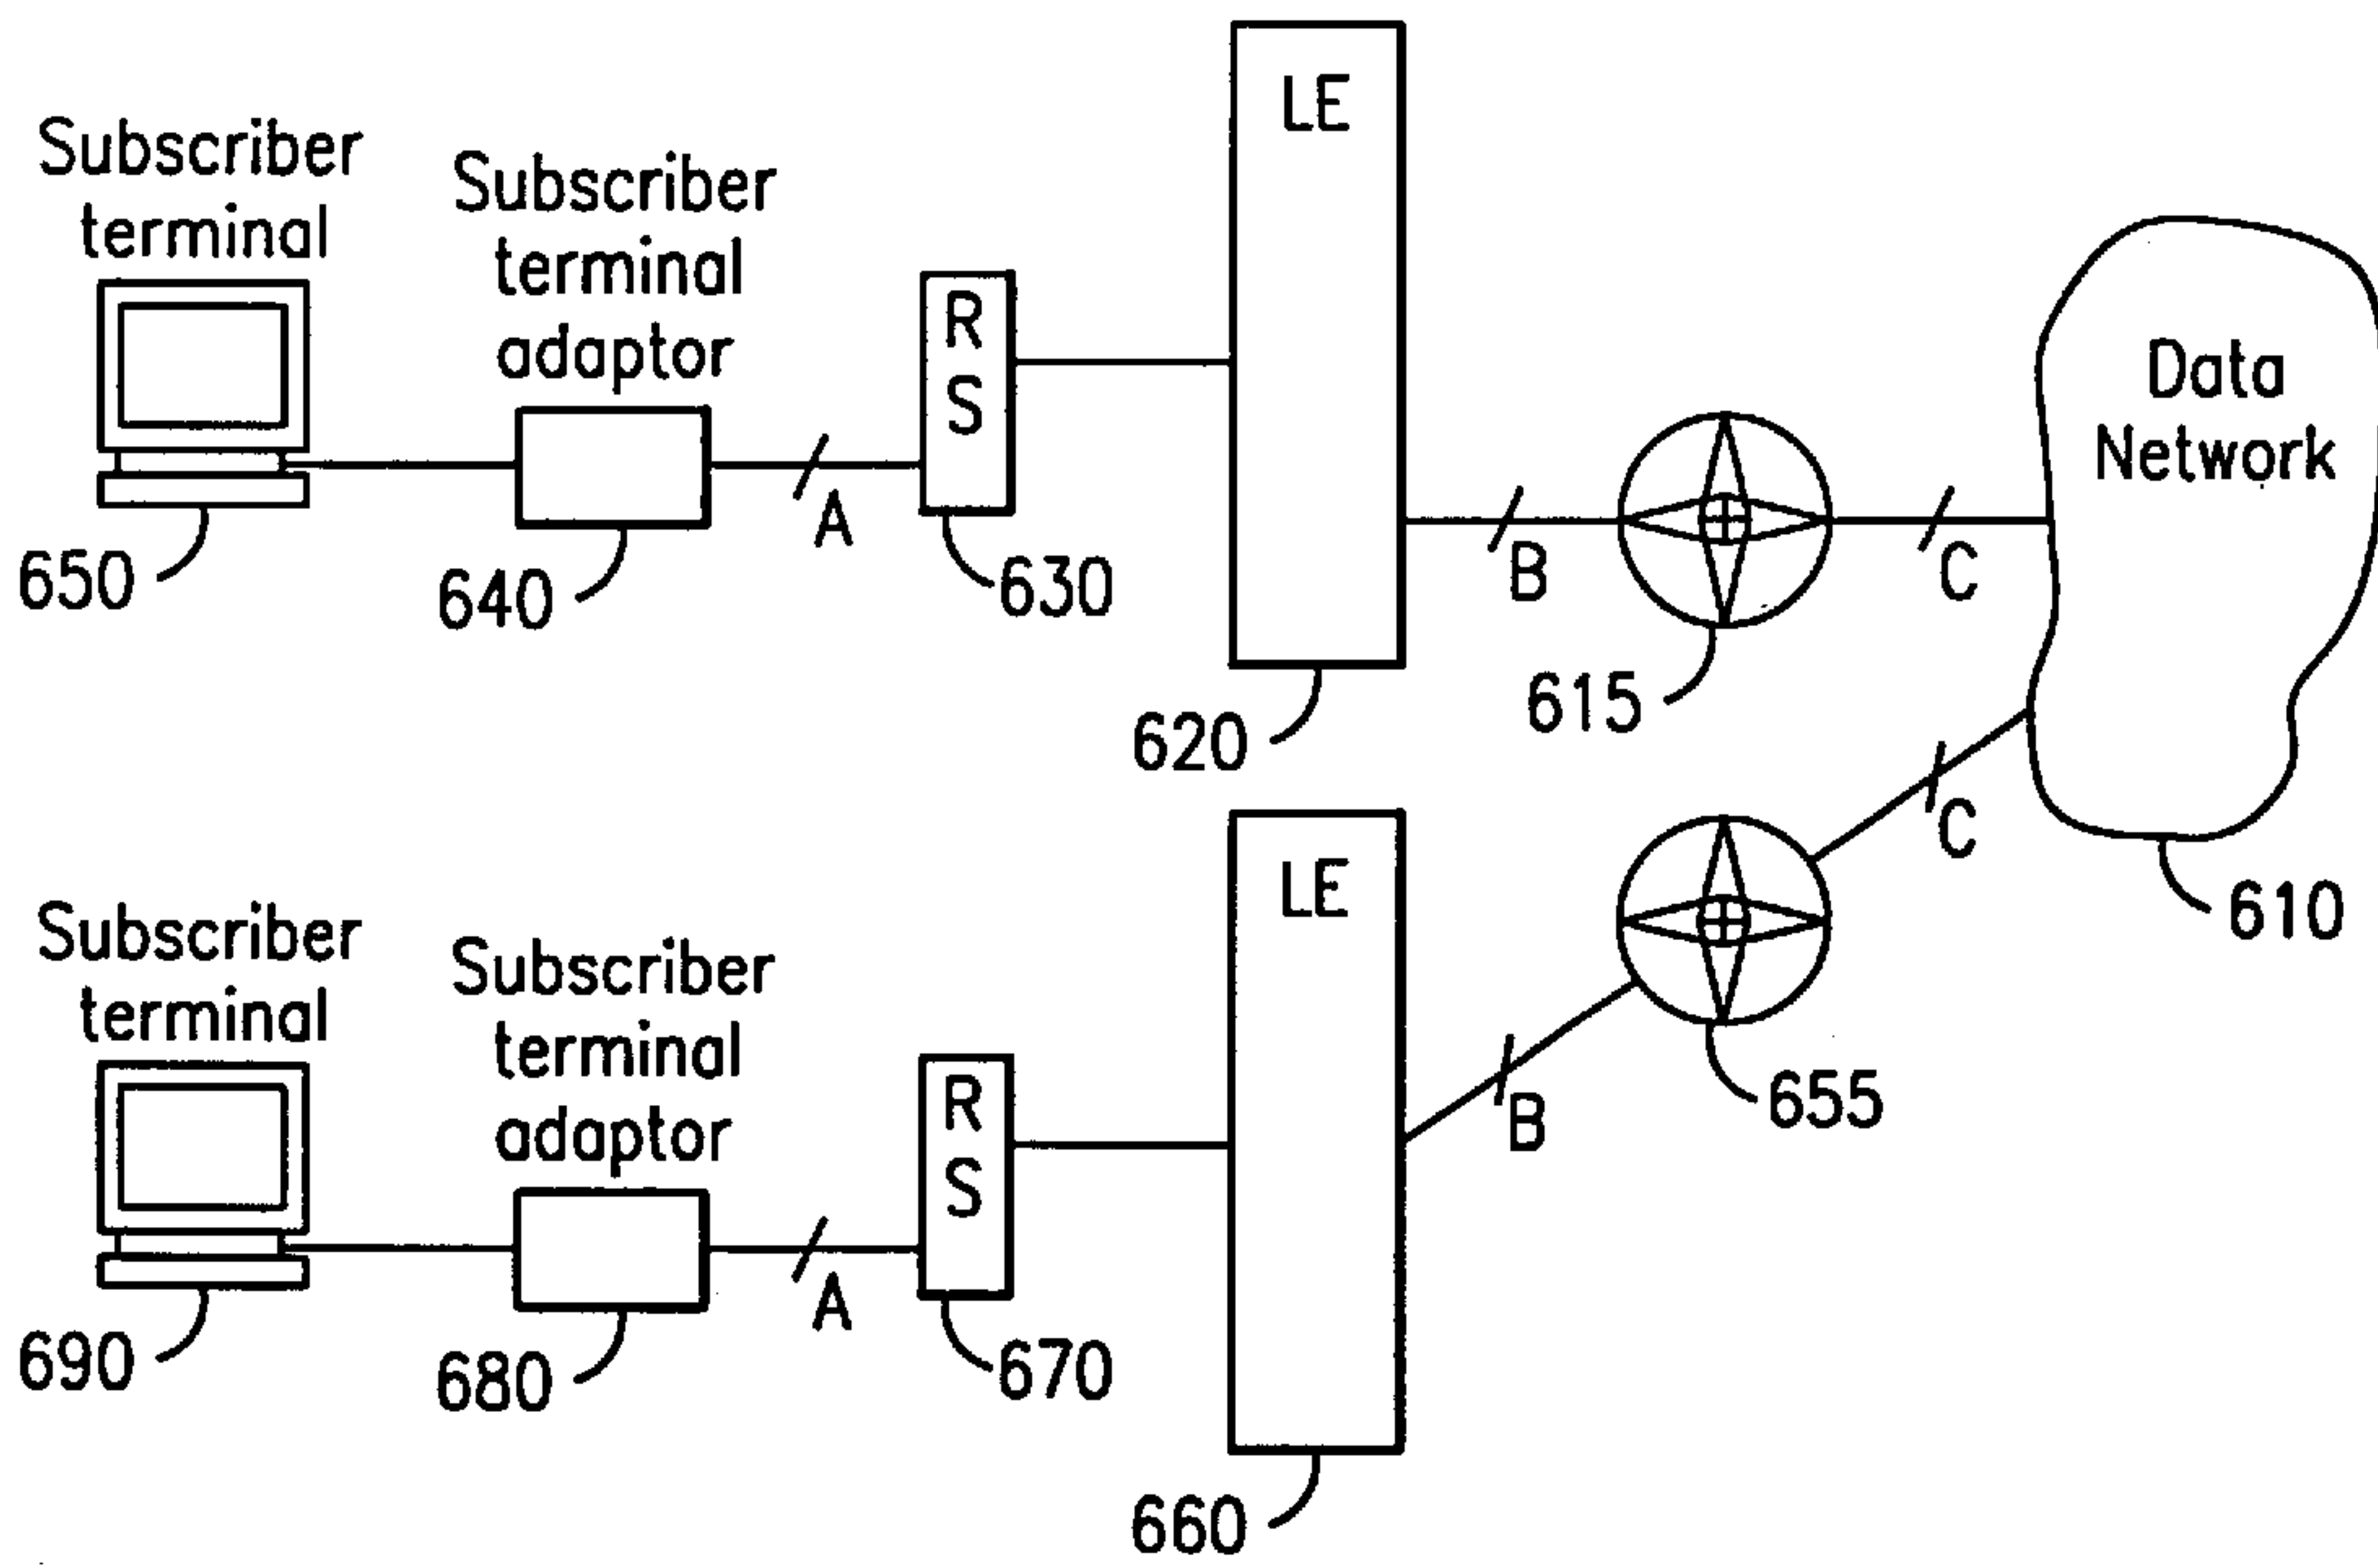 LE
Subscriber
terminal
Subscriber
terminal
adaptor
R
S
Data
Network
A
B
C
650
640
630
620
615
C
610
LE
Subscriber
terminal
Subscriber
terminal
adaptor
R
S
B
655
A
690
680
670
660